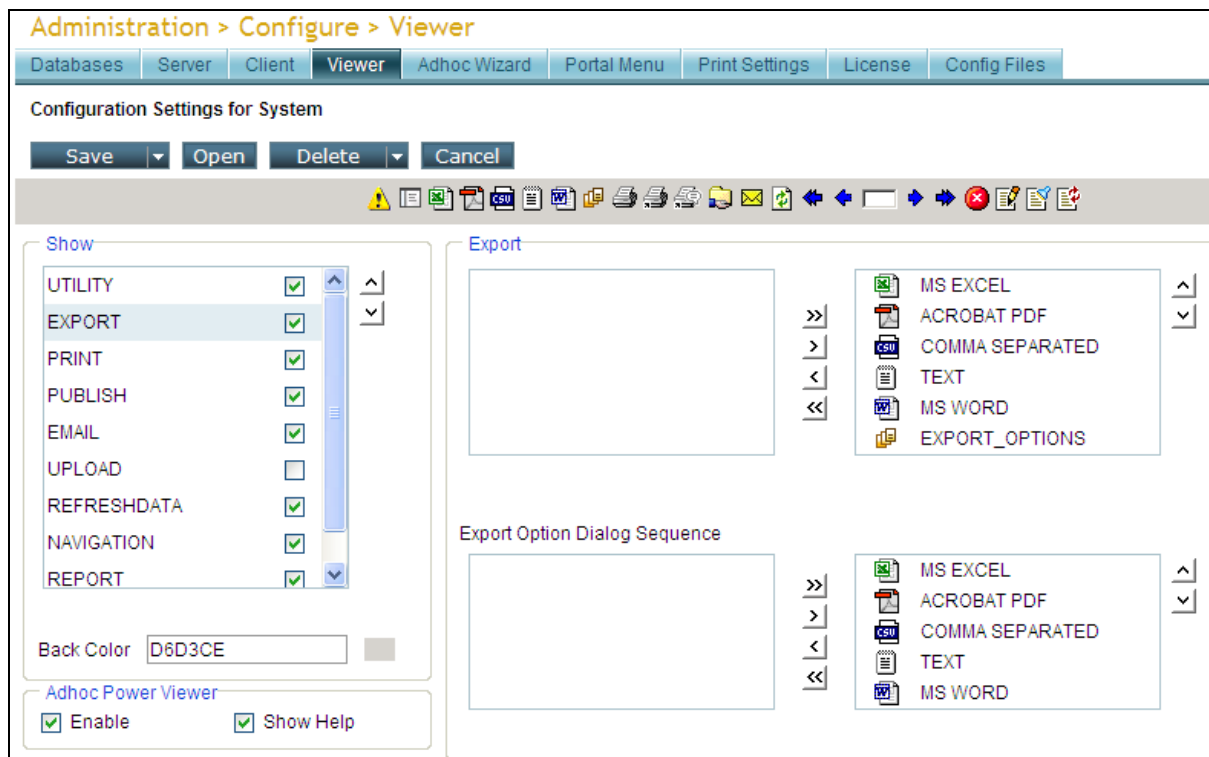 Administration > Configure > Viewer
Databases Server Client Viewer Adhoc Wizard Portal Menu Print Settings License Config Files
Configuration Settings for System
Save Open Delete Cancel
CSU
Show
UTILITY
EXPORT
PRINT
PUBLISH
EMAIL
UPLOAD
REFRESHDATA
NAVIGATION
REPORT
Back Color D6D3CE
Adhoc Power Viewer
Enable Show Help
Export
>>
>
<
<<
MS EXCEL
ACROBAT PDF
CSU COMMA SEPARATED
TEXT
MS WORD
EXPORT_OPTIONS
Export Option Dialog Sequence
>>
>
<
<<
MS EXCEL
ACROBAT PDF
CSU COMMA SEPARATED
TEXT
MS WORD